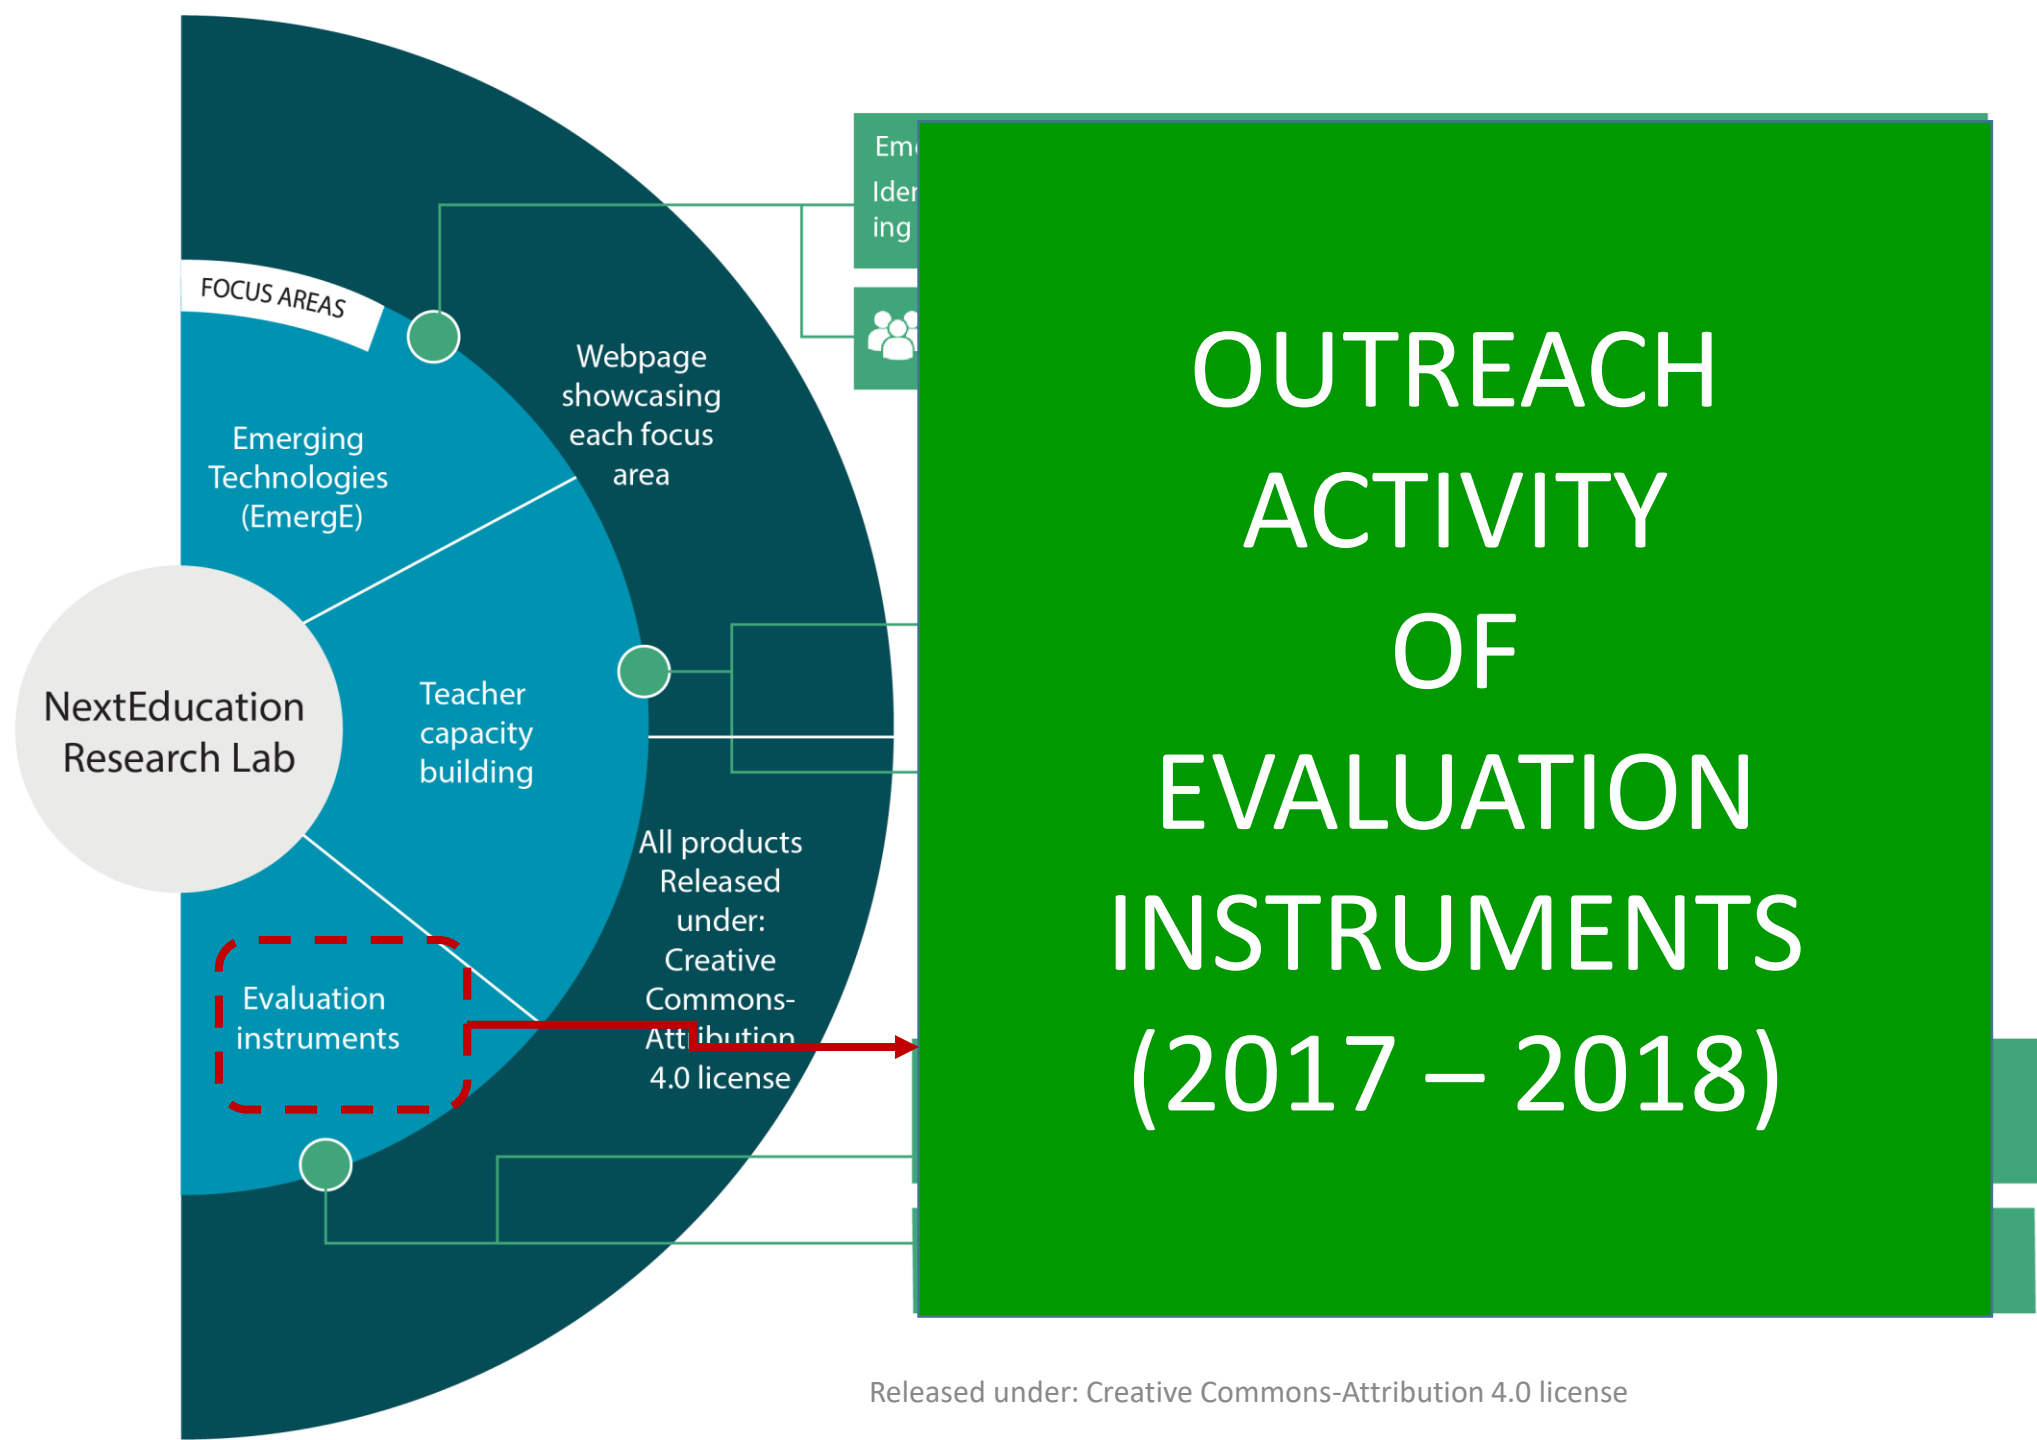 FOCUS AREAS
Emerging
Technologies
(EmergE)
Webpage
showcasing
each focus
area
NextEducation
Research Lab
Teacher
capacity
building
All products
Released
under:
Creative
Commons-
Attribution
4.0 license
Evaluation
instruments
ing
OUTREACH
ACTIVITY
OF
EVALUATION
INSTRUMENTS
(2017 – 2018)
Released under: Creative Commons-Attribution 4.0 license